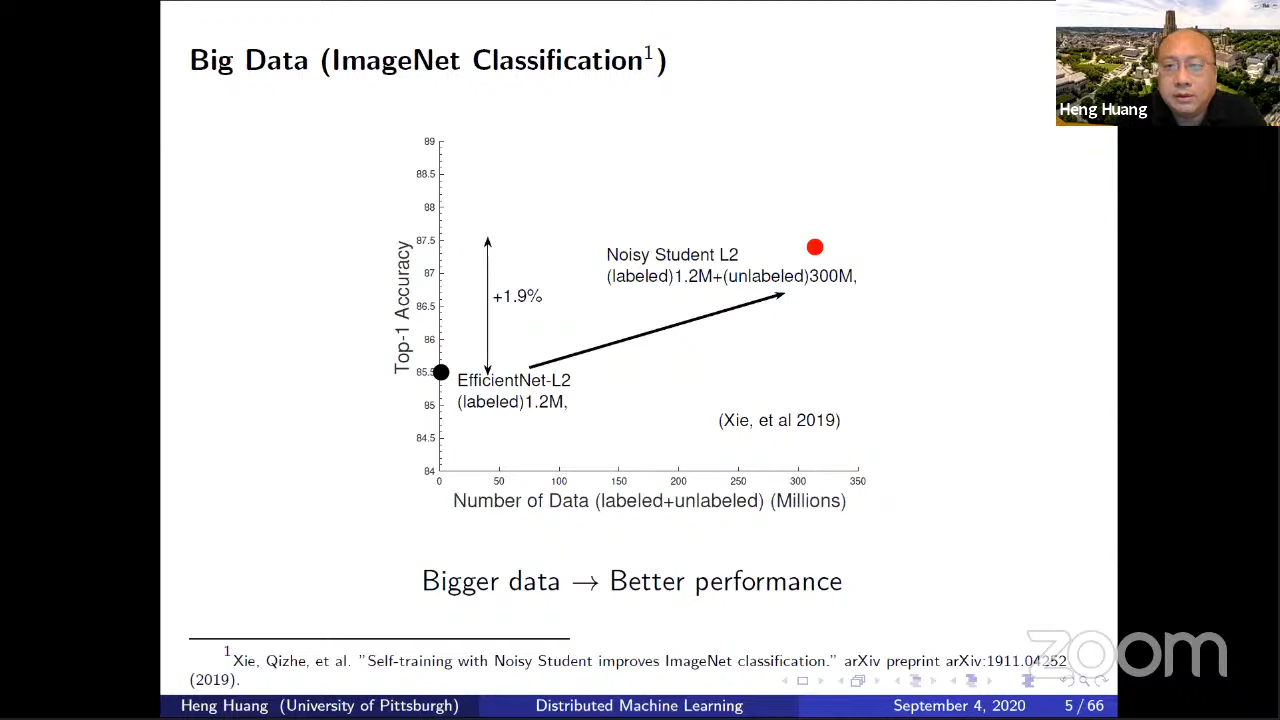 Big Data (ImageNet Classification¹)
Heng Huang
89
88.5
88
87.5
87
86.5
86
85.5
85
84.5
84
Top-1 Accuracy
+1.9%
Noisy Student L2
(labeled)1.2M+(unlabeled)300M,
EfficientNet-L2
(labeled)1.2M,
(Xie, et al 2019)
0 50 100 150 200 250 300 350
Number of Data (labeled+unlabeled) (Millions)
Bigger data → Better performance
¹Xie, Qizhe, et al. "Self-training with Noisy Student improves ImageNet classification." arXiv preprint arXiv:1911.04252
(2019).
zoom
Heng Huang (University of Pittsburgh) Distributed Machine Learning September 4, 2020 5 / 66